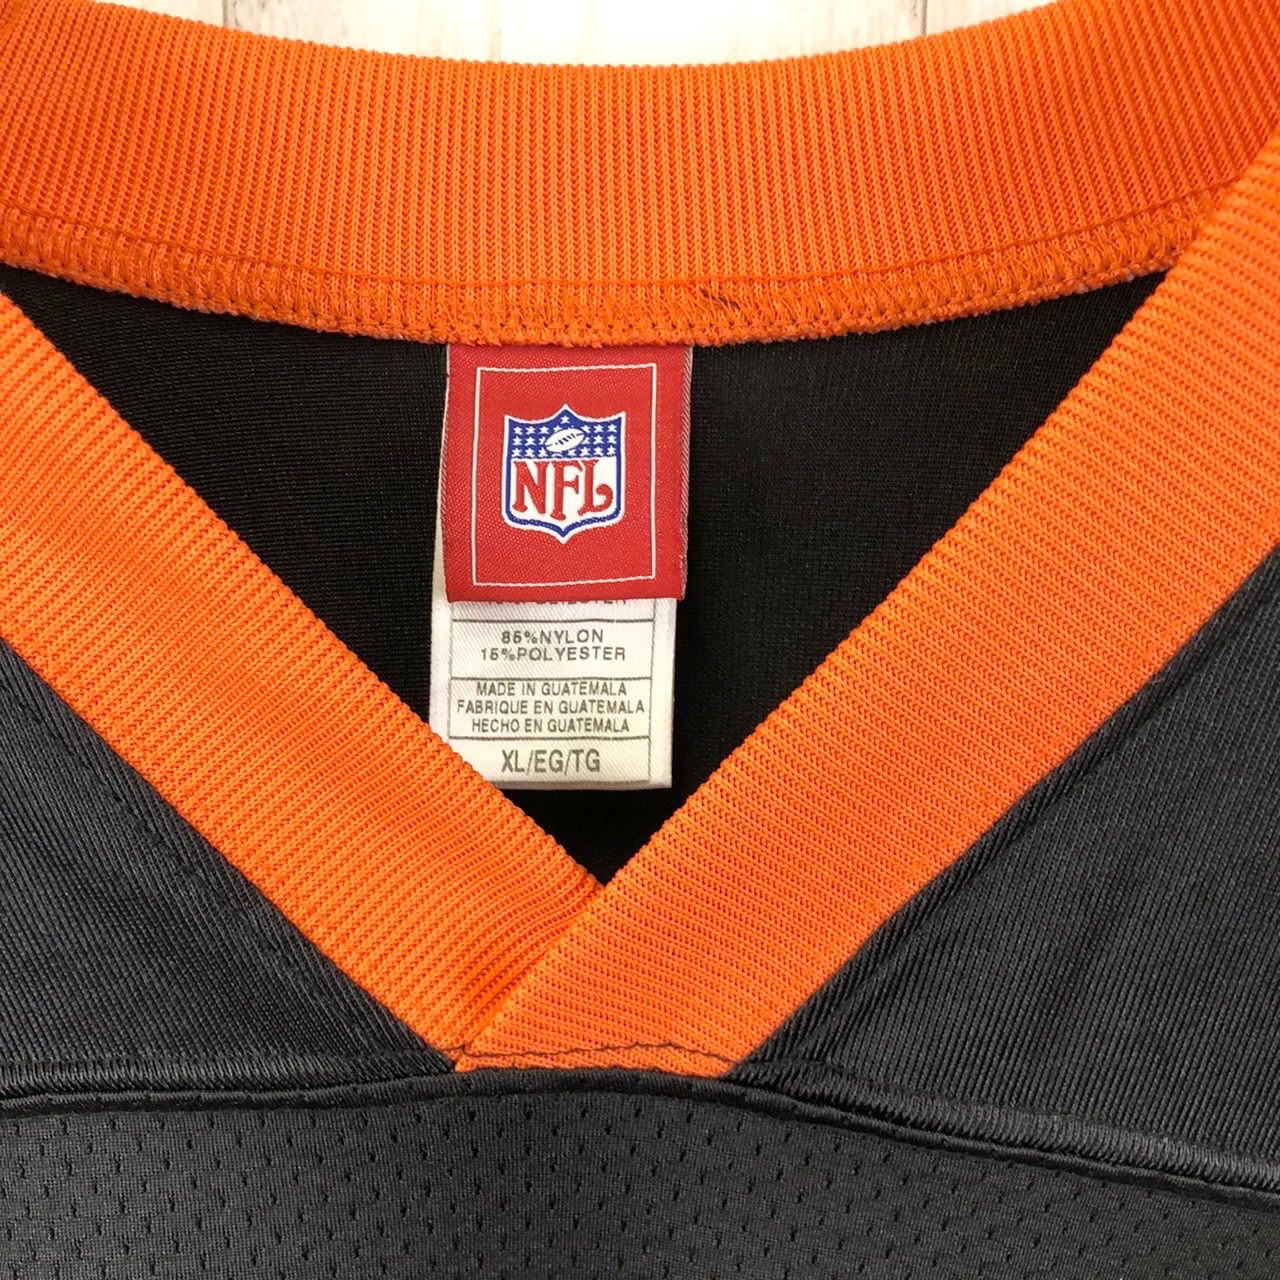 NFL
85%NYLON
15%POLYESTER
MADE IN GUATEMALA
FABRIQUE EN GUATEMALA
HECHO EN GUATEMALA
XL/EG/TG